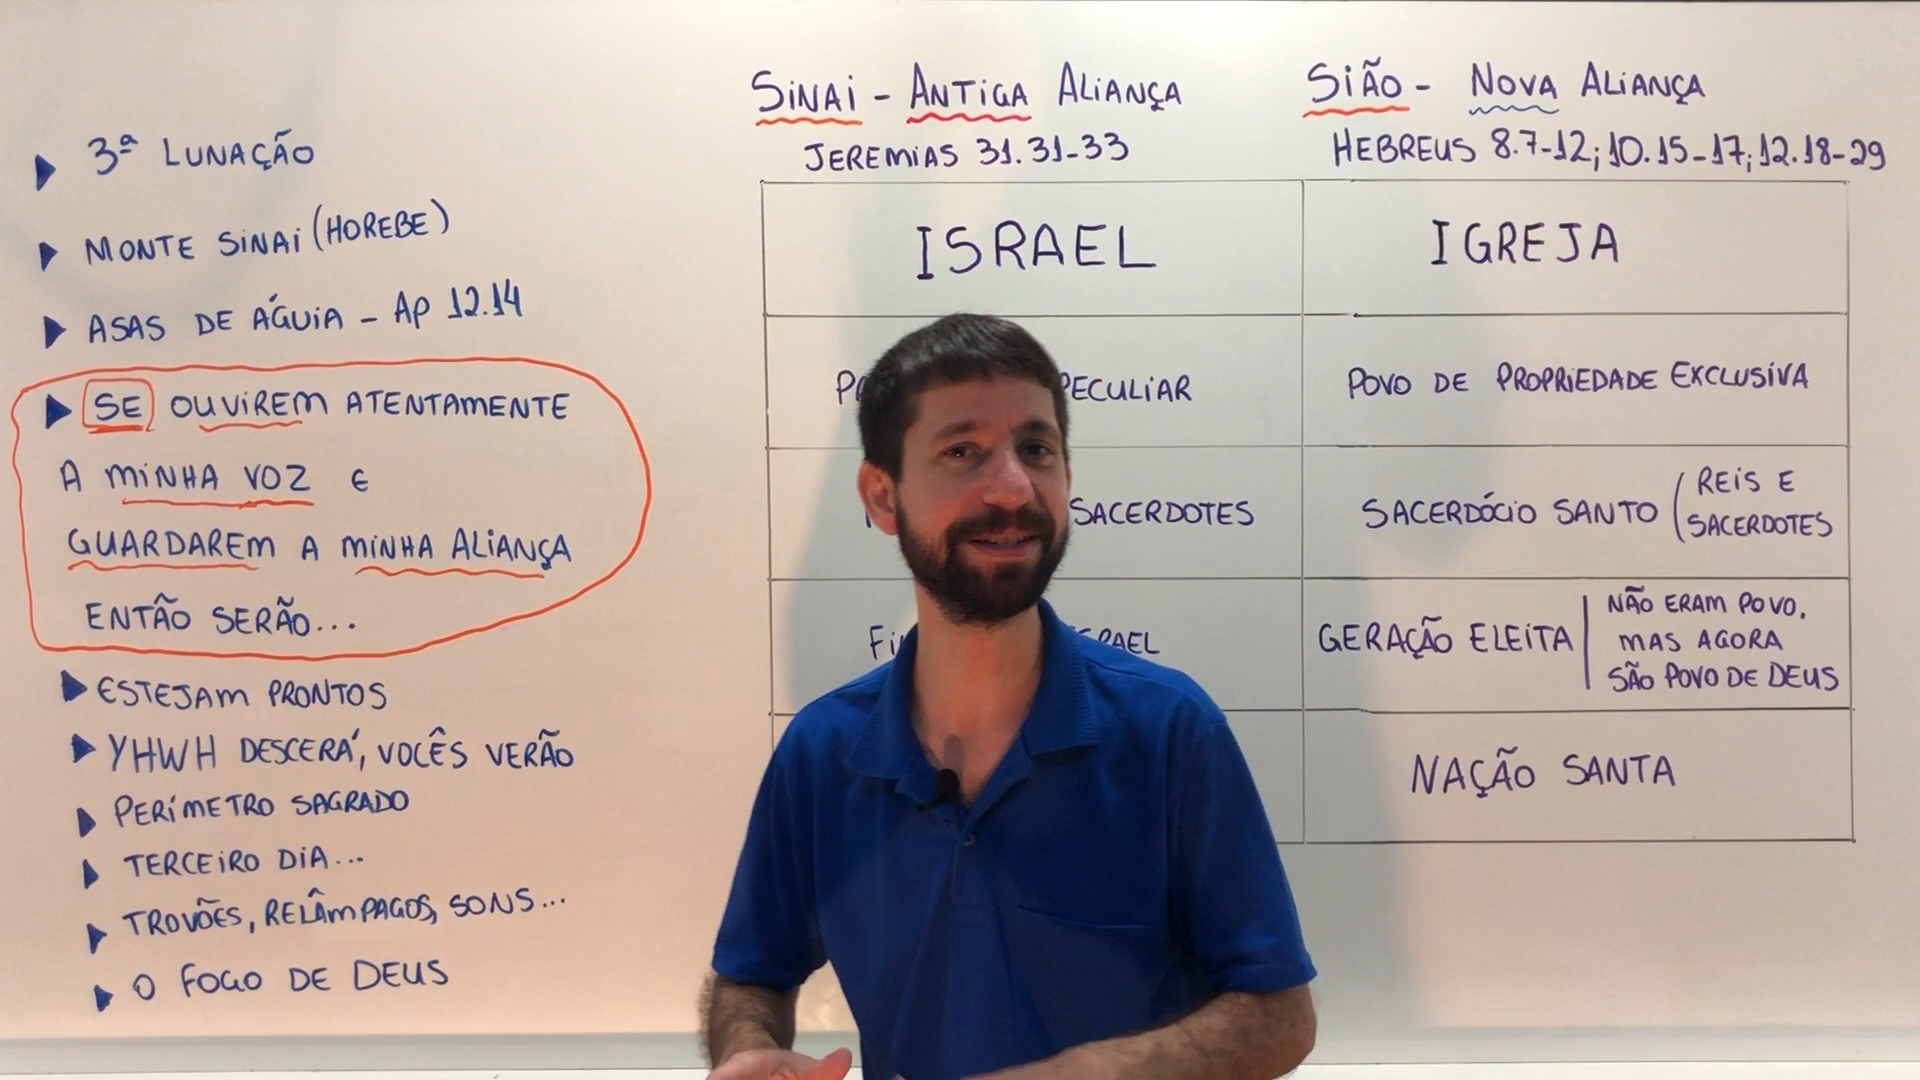 3ª LUNAÇÃO
MONTE SINAI (HOREBE)
ASAS DE ÁGUIA - AP 12.14
SE OUVIREM ATENTAMENTE
A MINHA VOZ E
GUARDAREM A MINHA ALIANÇA
ENTÃO SERÃO...
ESTEJAM PRONTOS
YHWH DESCERÁ, VOCÊS VERÃO
PERÍMETRO SAGRADO
TERCEIRO DIA...
TROVÕES, RELÂMPAGOS, SONS...
O FOGO DE DEUS
SINAI - ANTIGA ALIANÇA
JEREMIAS 31.31-33
ISRAEL
PECULIAR
SACERDOTES
SIÃO - NOVA ALIANÇA
HEBREUS 8.7-12; 10.15-17; 12.18-29
IGREJA
POVO DE PROPRIEDADE EXCLUSIVA
SACERDÓCIO SANTO (REIS E
SACERDOTES
GERAÇÃO ELEITA | NÃO ERAM POVO,
MAS AGORA
SÃO POVO DE DEUS
NAÇÃO SANTA